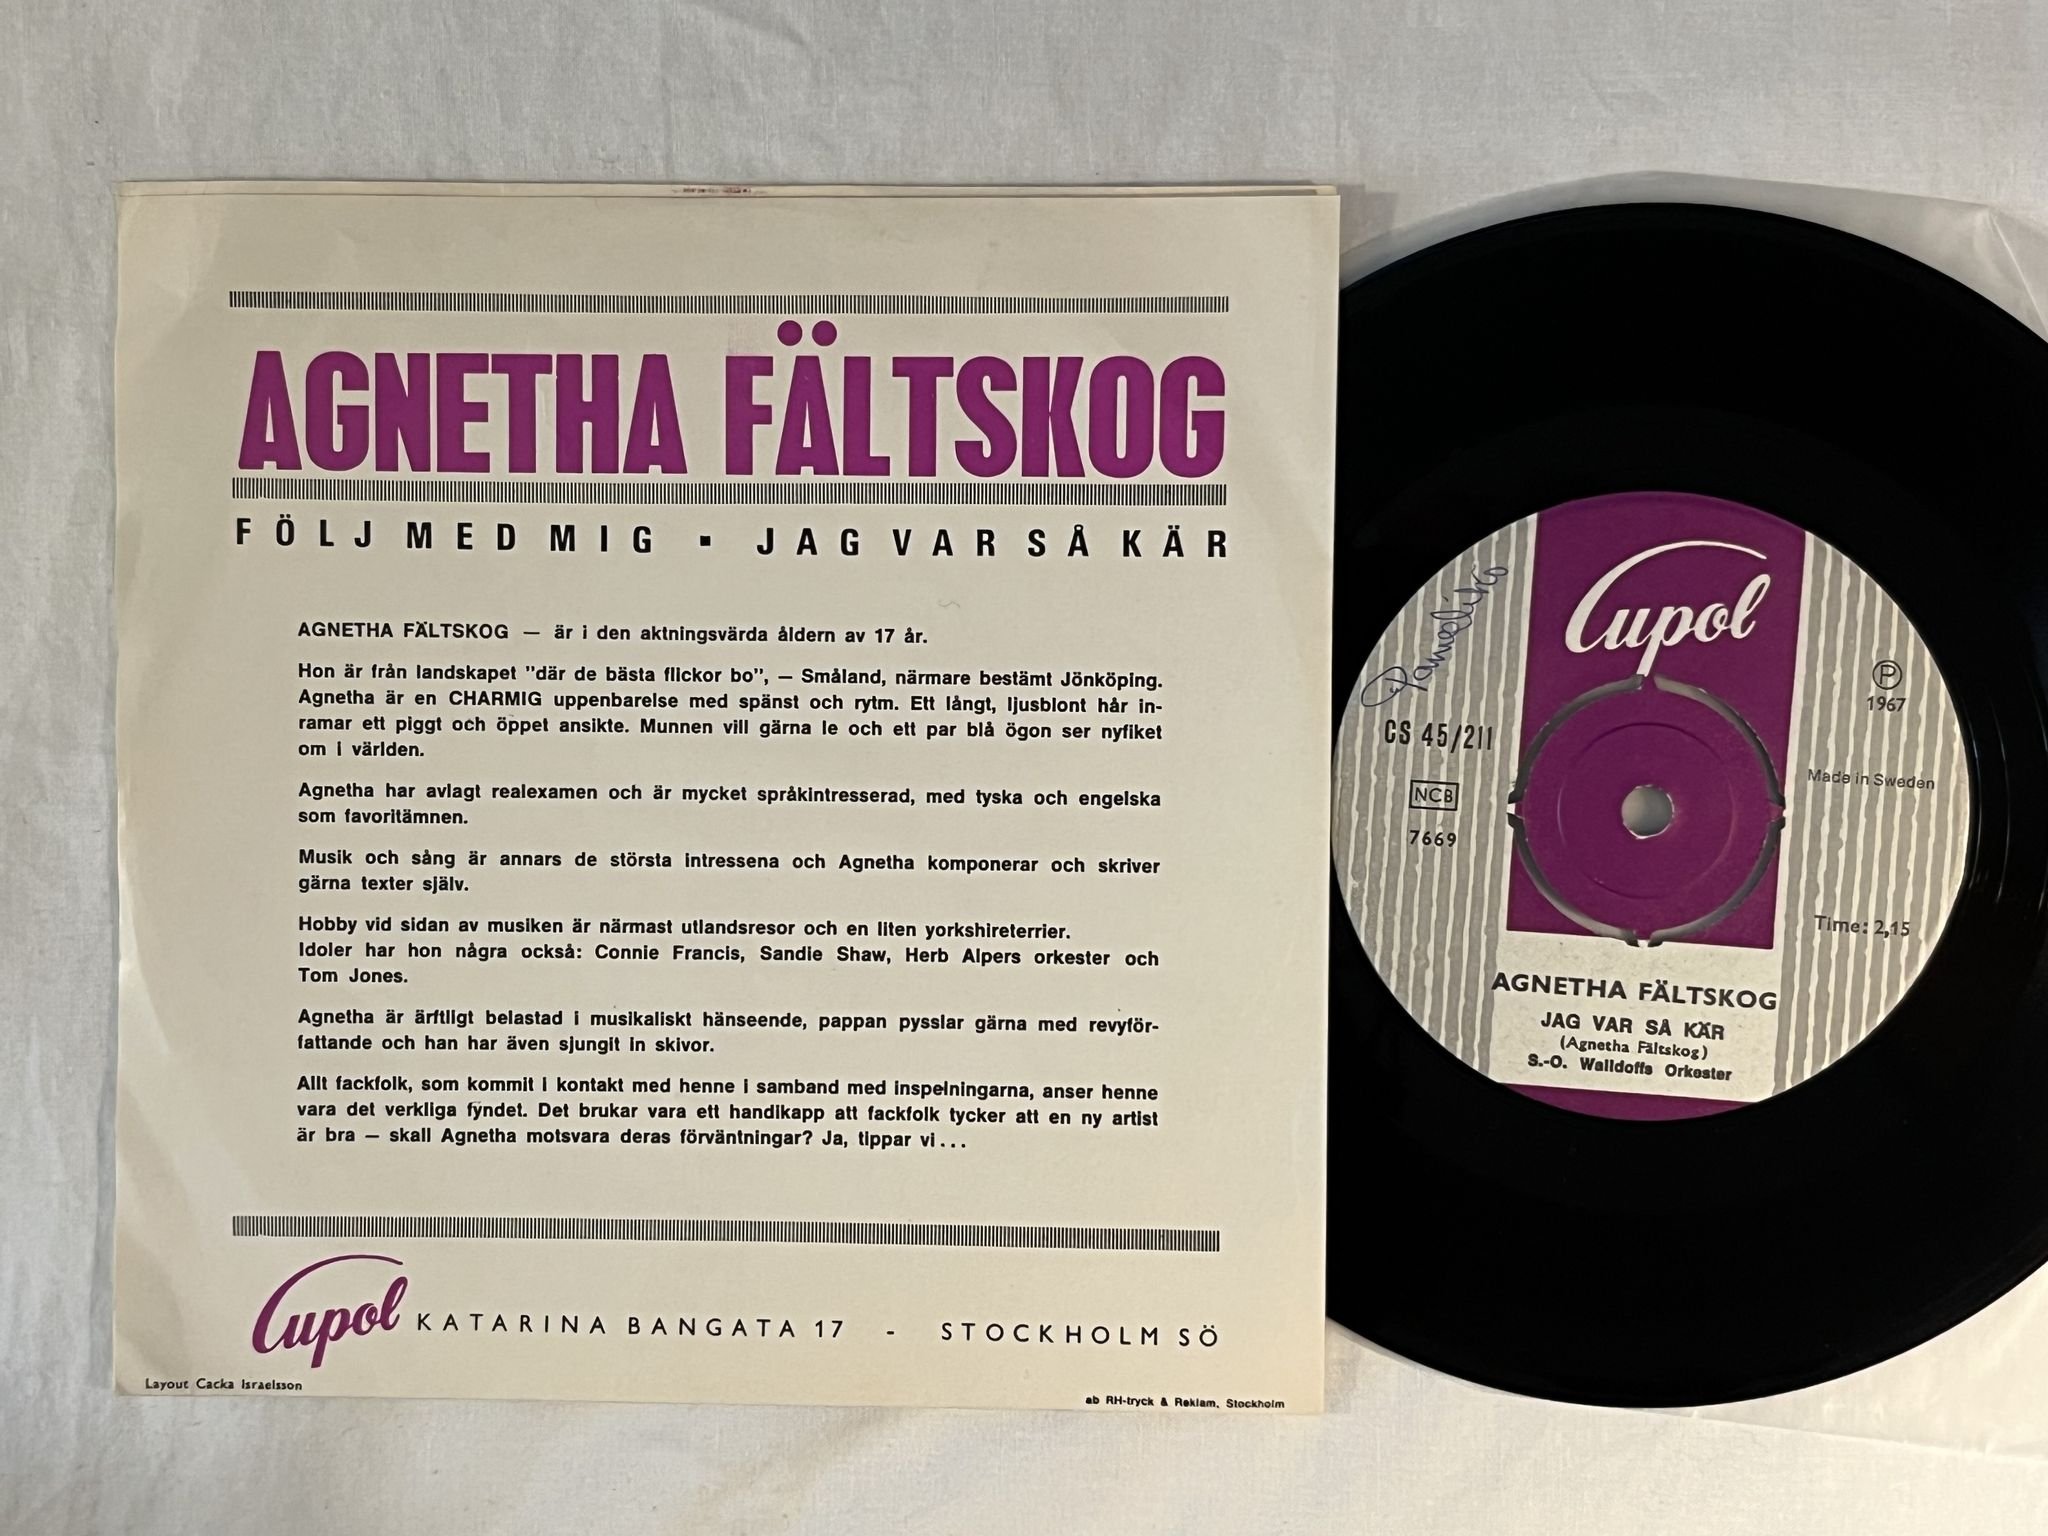 AGNETHA FÄLTSKOG
FÖLJ MED MIG ▪ JAG VAR SÅ KÄR
AGNETHA FÄLTSKOG — är i den aktningsvärda åldern av 17 år.
Hon är från landskapet "där de bästa flickor bo", — Småland, närmare bestämt Jönköping.
Agnetha är en CHARMIG uppenbarelse med spänst och rytm. Ett långt, ljusblont hår in-
ramar ett piggt och öppet ansikte. Munnen vill gärna le och ett par blå ögon ser nyfiket
om i världen.
Agnetha har avlagt realexamen och är mycket språkintresserad, med tyska och engelska
som favoritämnen.
Musik och sång är annars de största intressena och Agnetha komponerar och skriver
gärna texter själv.
Hobby vid sidan av musiken är närmast utlandsresor och en liten yorkshireterrier.
Idoler har hon några också: Connie Francis, Sandie Shaw, Herb Alpers orkester och
Tom Jones.
Agnetha är ärftligt belastad i musikaliskt hänseende, pappan pysslar gärna med revyför-
fattande och han har även sjungit in skivor.
Allt fackfolk, som kommit i kontakt med henne i samband med inspelningarna, anser henne
vara det verkliga fyndet. Det brukar vara ett handikapp att fackfolk tycker att en ny artist
är bra — skall Agnetha motsvara deras förväntningar? Ja, tippar vi...
Cupol KATARINA BANGATA 17 - STOCKHOLM SÖ
Layout Cacka Israelsson
ab RH-tryck & Reklam, Stockholm
Cupol
CS 45/211
NCB
7669
Ⓟ
1967
Made in Sweden
Time: 2,15
AGNETHA FÄLTSKOG
JAG VAR SÅ KÄR
(Agnetha Fältskog)
S.-O. Walldoffs Orkester